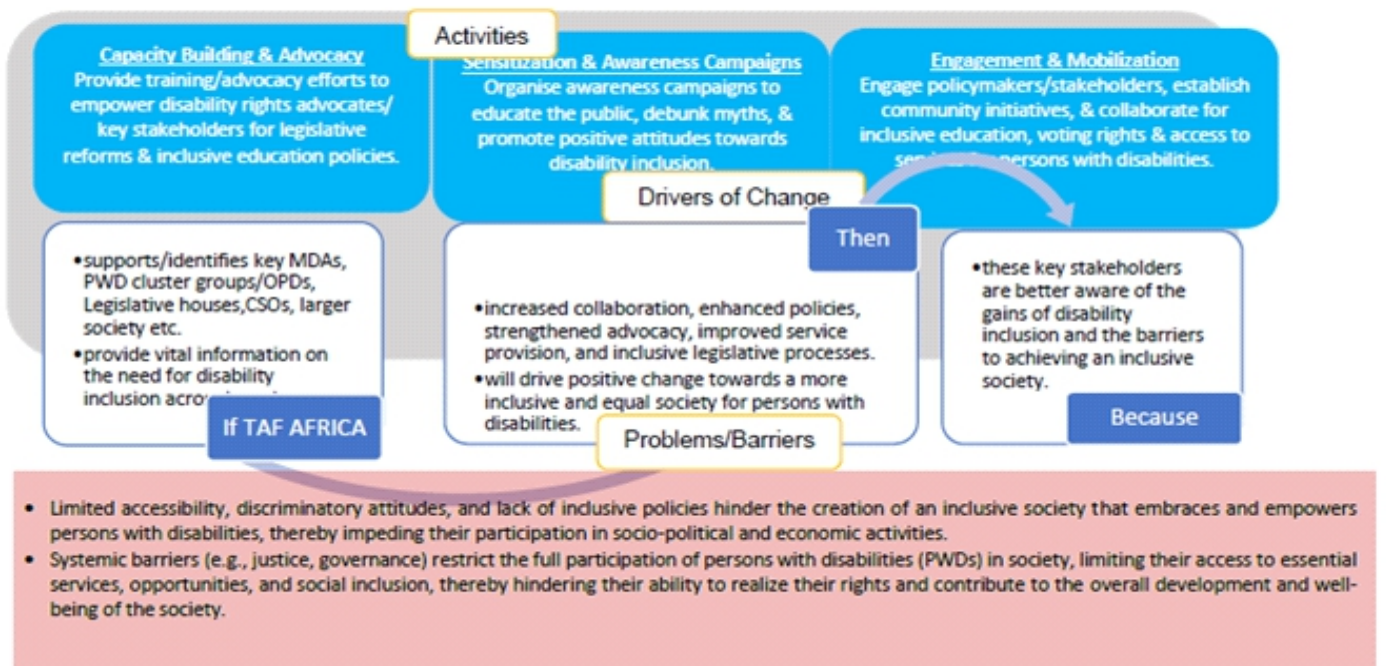 Activities
Capacity Building & Advocacy
Provide training/advocacy efforts to
empower disability rights advocates/
key stakeholders for legislative
reforms & inclusive education policies.
Sensitization & Awareness Campaigns
Organise awareness campaigns to
educate the public, debunk myths, &
promote positive attitudes towards
disability inclusion.
Engagement & Mobilization
Engage policymakers/stakeholders, establish
community initiatives, & collaborate for
inclusive education, voting rights & access to
persons with disabilities.
Drivers of Change
•supports/identifies key MDAs,
PWD cluster groups/OPDs,
Legislative houses,CSOs, larger
society etc.
•provide vital information on
the need for disability
inclusion
If TAF AFRICA
Then
•increased collaboration, enhanced policies,
strengthened advocacy, improved service
provision, and inclusive legislative processes.
•will drive positive change towards a more
inclusive and equal society for persons with
disabilities.
•these key stakeholders
are better aware of the
gains of disability
inclusion and the barriers
to achieving an inclusive
society.
Because
Problems/Barriers
• Limited accessibility, discriminatory attitudes, and lack of inclusive policies hinder the creation of an inclusive society that embraces and empowers
persons with disabilities, thereby impeding their participation in socio-political and economic activities.
• Systemic barriers (e.g., justice, governance) restrict the full participation of persons with disabilities (PWDs) in society, limiting their access to essential
services, opportunities, and social inclusion, thereby hindering their ability to realize their rights and contribute to the overall development and well-
being of the society.